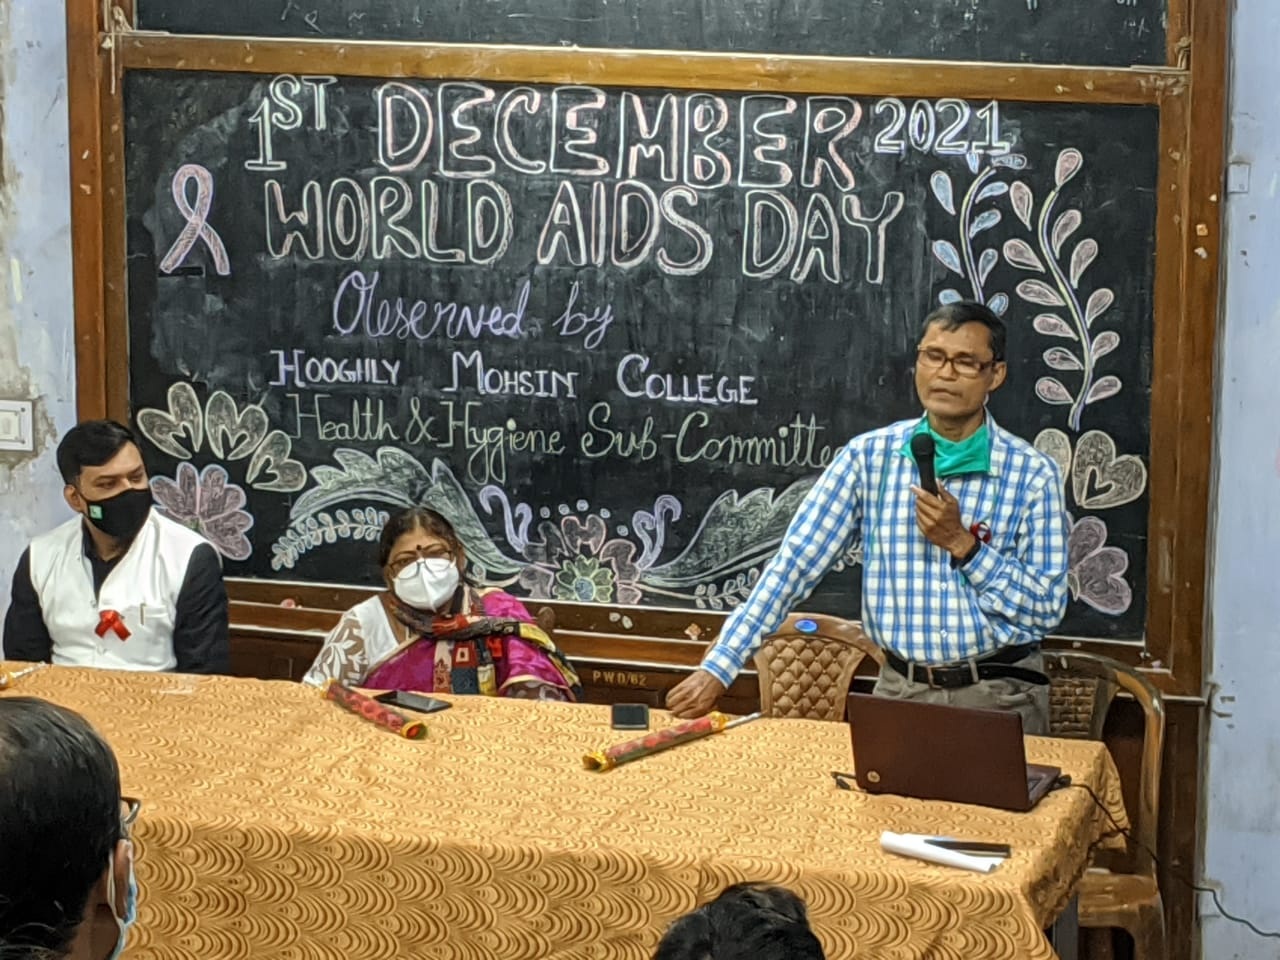 1ST DECEMBER 2021
WORLD AIDS DAY
Observed by
HOOGHLY MOHSIN COLLEGE
Health & Hygiene Sub-Committee
PWD/62